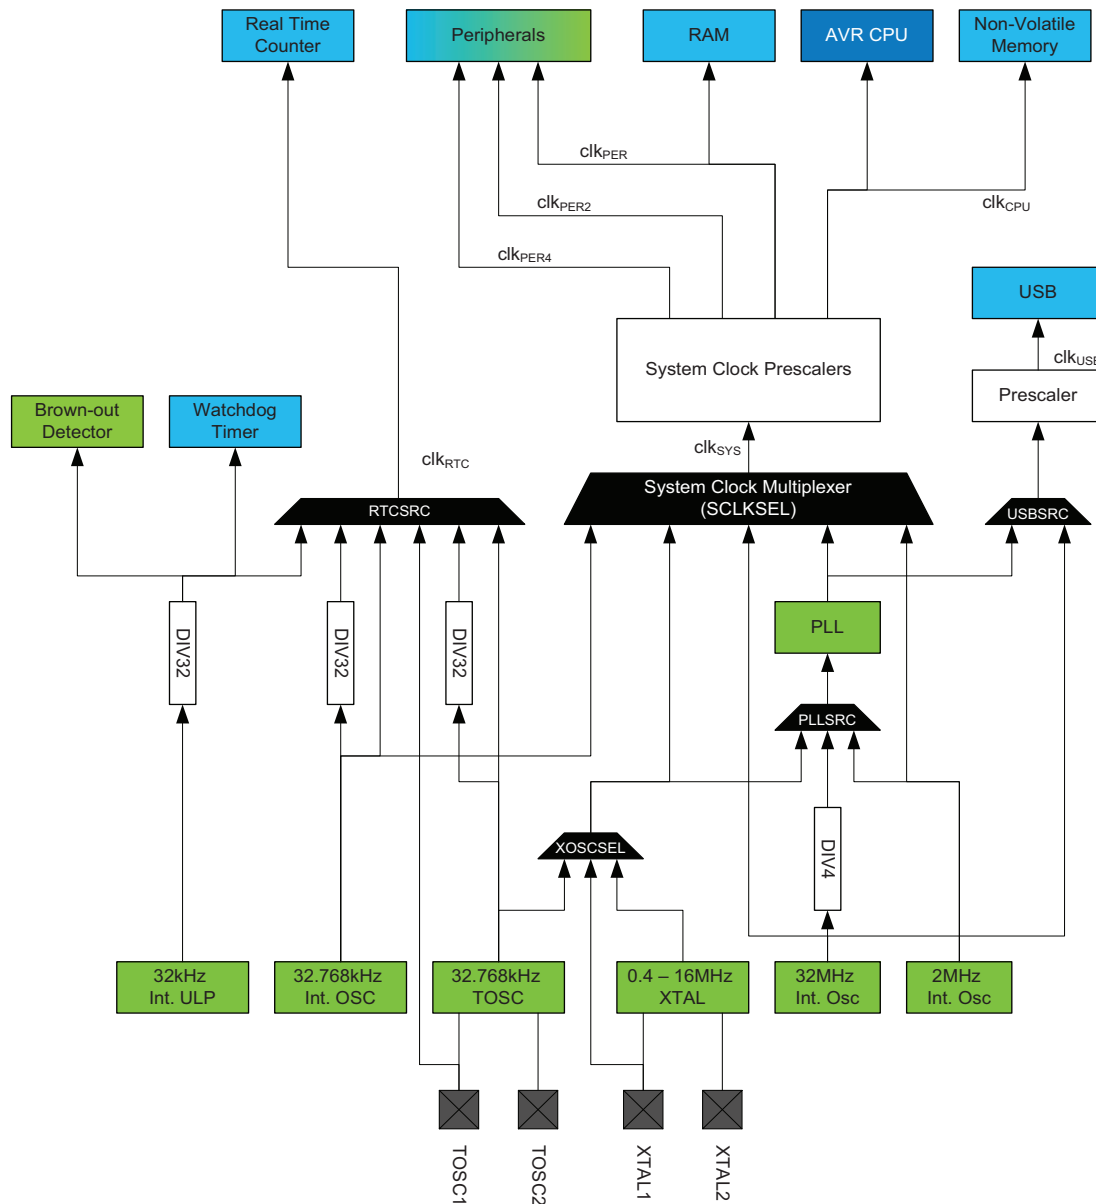 Real Time
Counter
Peripherals
RAM
AVR CPU
Non-Volatile
Memory
clkPER
clkPER2
clkCPU
clkPER4
USB
System Clock Prescalers
clkUSB
Prescaler
Brown-out
Detector
Watchdog
Timer
clkRTC
clkSYS
System Clock Multiplexer
(SCLKSEL)
RTCSRC
USBSRC
DIV32
DIV32
DIV32
PLL
PLLSRC
XOSCSEL
DIV4
32kHz
Int. ULP
32.768kHz
Int. OSC
32.768kHz
TOSC
0.4 – 16MHz
XTAL
32MHz
Int. Osc
2MHz
Int. Osc
TOSC1
TOSC2
XTAL1
XTAL2